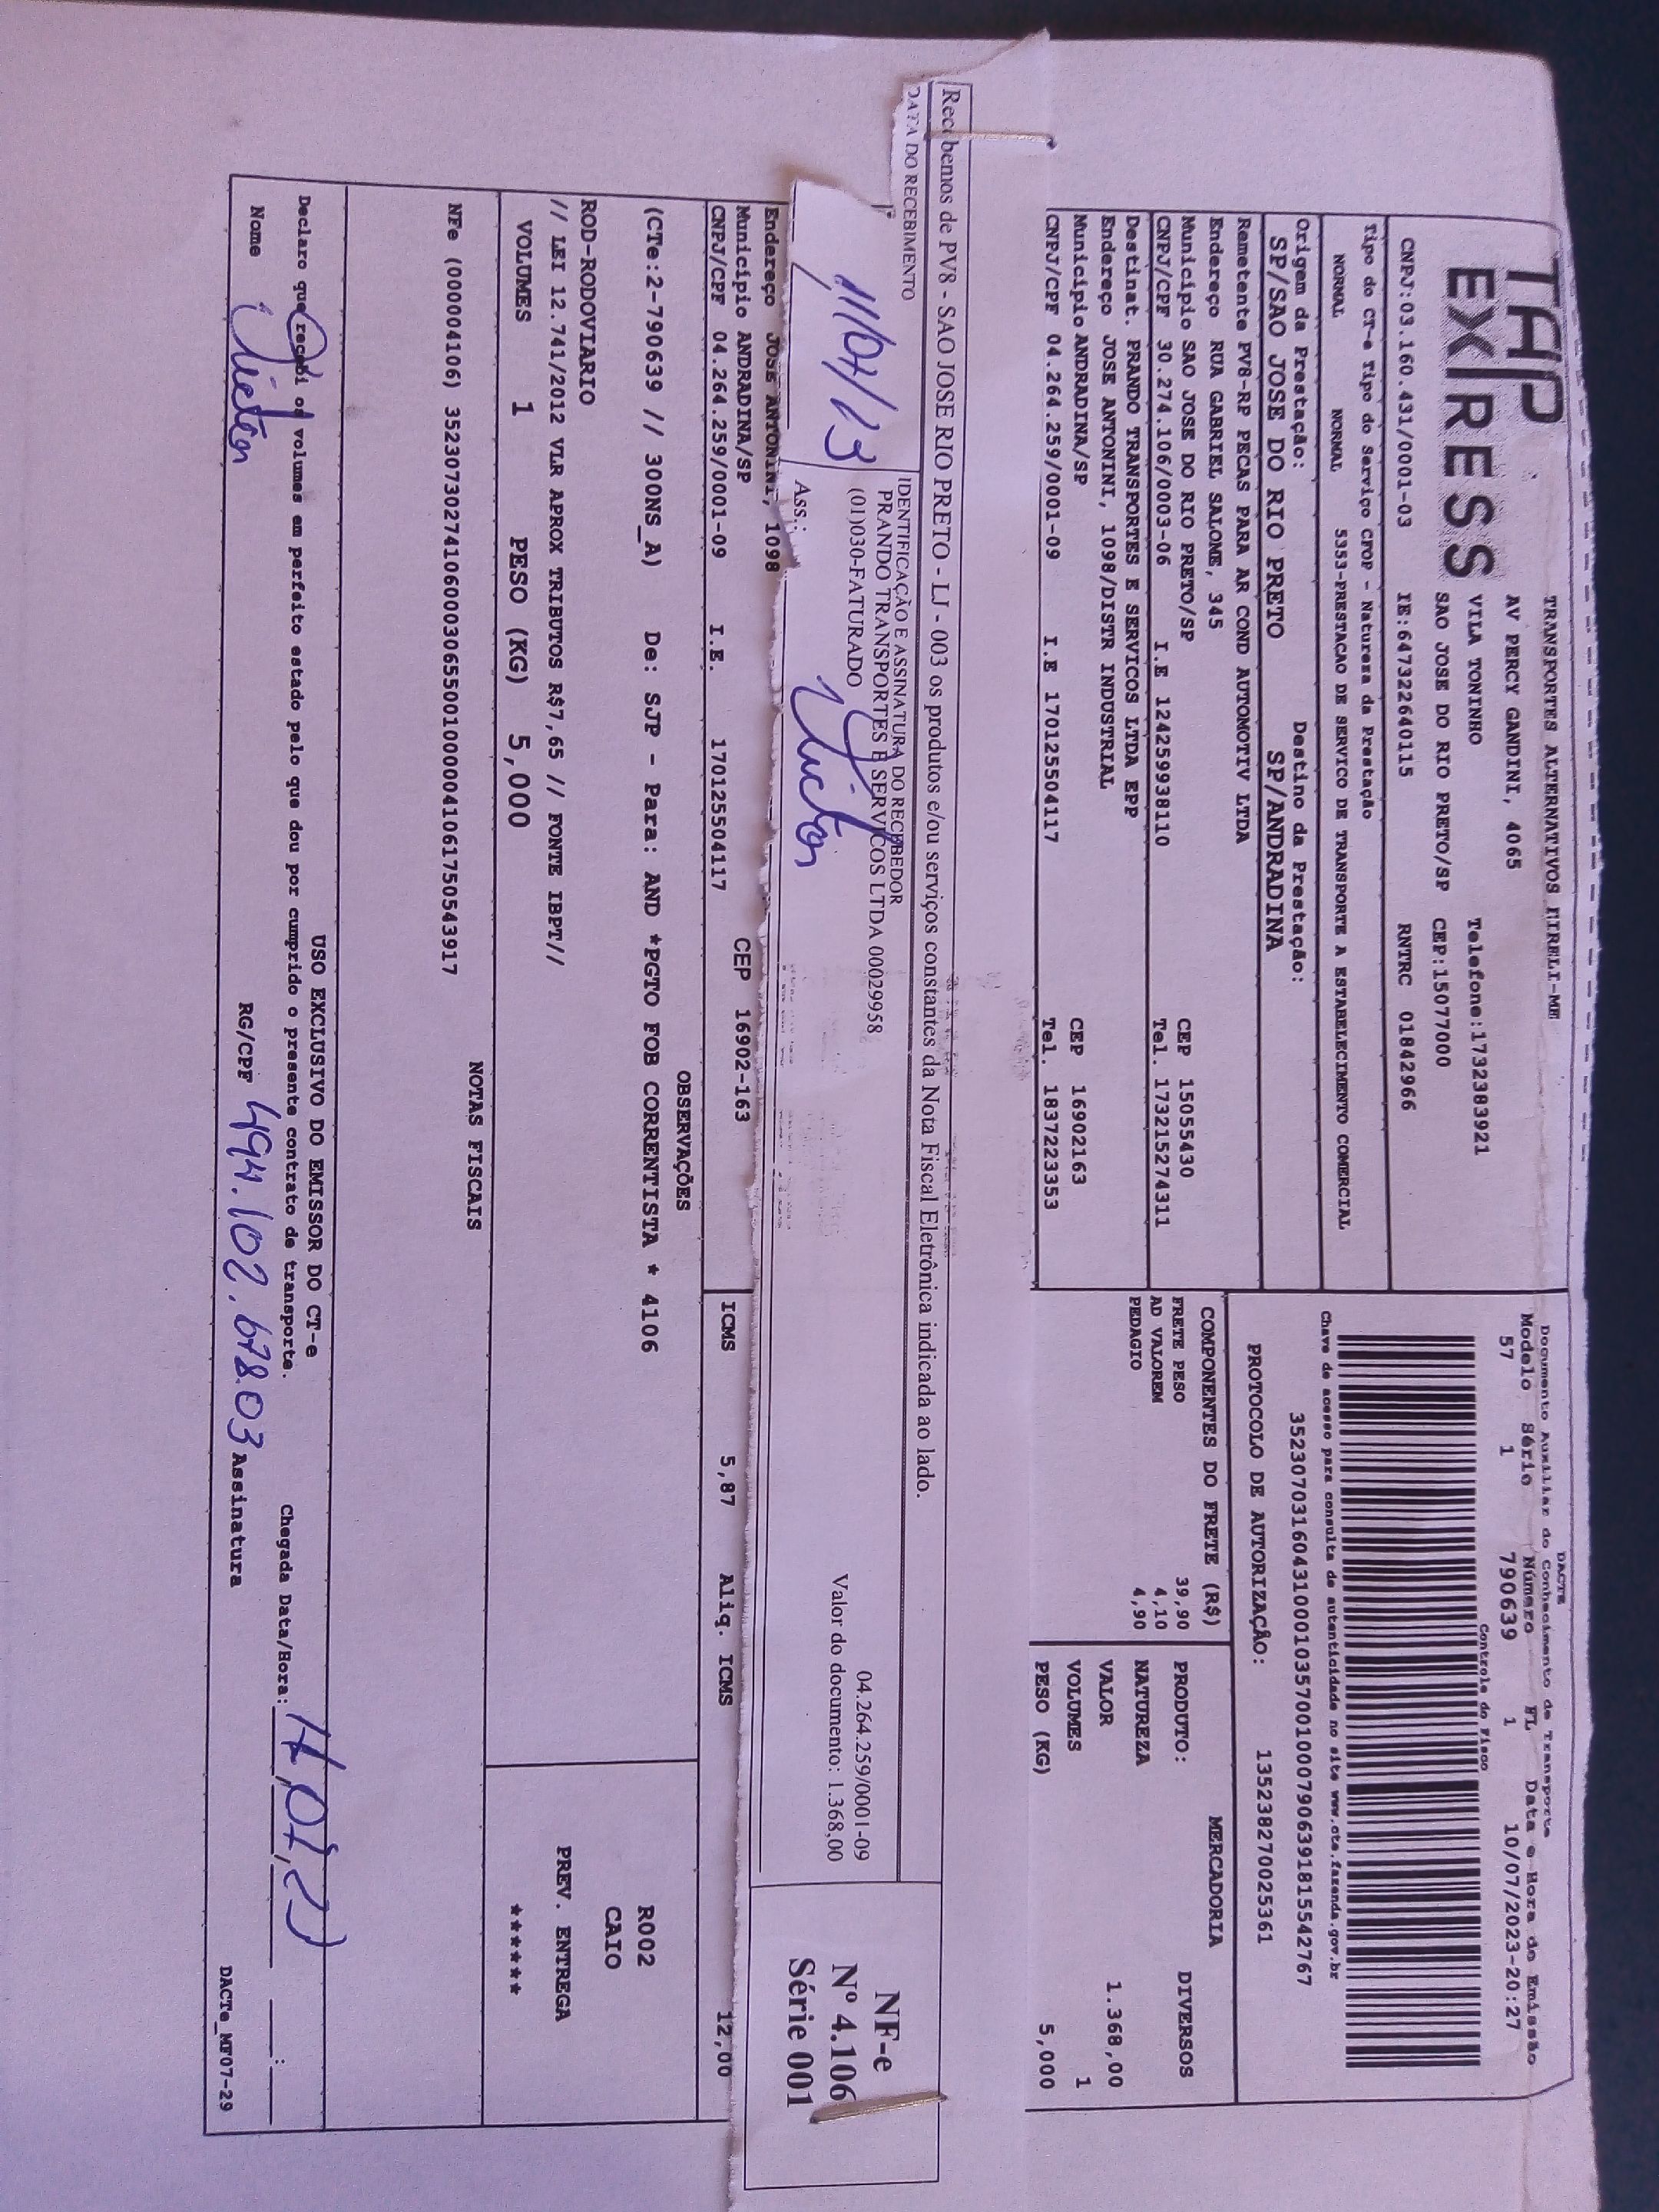 TAP
EXPRESS
TRANSPORTES ALTERNATIVOS EIRELI-ME
AV PERCY GANDINI, 4065
VILA TONINHO Telefone:1732383921
SAO JOSE DO RIO PRETO/SP CEP:15077000
CNPJ:03.160.431/0001-03 IE:647322640115 RNTRC 01842966
Tipo do CT-e Tipo do Serviço CFOP - Natureza da Prestação
NORMAL NORMAL 5353-PRESTACAO DE SERVICO DE TRANSPORTE A ESTABELECIMENTO COMERCIAL
Origem da Prestação: Destino da Prestação:
SP/SAO JOSE DO RIO PRETO SP/ANDRADINA
Remetente PV8-RP PECAS PARA AR COND AUTOMOTIV LTDA
Endereço RUA GABRIEL SALOME, 345
Município SAO JOSE DO RIO PRETO/SP CEP 15055430
CNPJ/CPF 30.274.106/0003-06 I.E 124259938110 Tel. 173215274311
Destinat. PRANDO TRANSPORTES E SERVICOS LTDA EPP
Endereço JOSE ANTONINI, 1098/DISTR INDUSTRIAL
Município ANDRADINA/SP CEP 16902163
CNPJ/CPF 04.264.259/0001-09 I.E 170125504117 Tel. 1837223353
DACTE
Documento Auxiliar do Conhecimento de Transporte
Modelo Série Número FL Data e Hora de Emissão
57 1 790639 1 10/07/2023-20:27
Controle do Fisco
Chave de acesso para consulta de autenticidade no site www.cte.fazenda.gov.br
35230703160431000103570010007906391815542767
PROTOCOLO DE AUTORIZAÇÃO: 135238270025361
COMPONENTES DO FRETE (R$)
FRETE PESO 39,90
AD VALOREM 4,10
PEDAGIO 4,90
MERCADORIA
PRODUTO: DIVERSOS
NATUREZA
VALOR 1.368,00
VOLUMES 1
PESO (KG) 5,000
Recebemos de PV8 - SAO JOSE RIO PRETO - LJ - 003 os produtos e/ou serviços constantes da Nota Fiscal Eletrônica indicada ao lado.
DATA DO RECEBIMENTO
11/07/23
IDENTIFICAÇÃO E ASSINATURA DO RECEBEDOR
PRANDO TRANSPORTES E SERVICOS LTDA 00029958 04.264.259/0001-09
(01)030-FATURADO Valor do documento: 1.368,00
Ass.: Victor
NF-e
Nº 4.106
Série 001
Endereço JOSE ANTONINI, 1098
Município ANDRADINA/SP CEP 16902-163
CNPJ/CPF 04.264.259/0001-09 I.E. 170125504117
ICMS 5,87 Aliq. ICMS 12,00
OBSERVAÇÕES
(CTe:2-790639 // 300NS_A) De: SJP - Para: AND *PGTO FOB CORRENTISTA * 4106
ROD-RODOVIARIO
// LEI 12.741/2012 VLR APROX TRIBUTOS R$7,65 // FONTE IBPT//
VOLUMES 1 PESO (KG) 5,000
R002
CAIO
PREV. ENTREGA
******
NOTAS FISCAIS
NFe (000004106) 35230730274106000306550010000041061750543917
USO EXCLUSIVO DO EMISSOR DO CT-e
Declaro que recebi os volumes em perfeito estado pelo que dou por cumprido o presente contrato de transporte. Chegada Data/Hora: 11,07,23 __:__
Nome Victor RG/CPF 494.102.678.03 Assinatura
DACTe_MF07-29